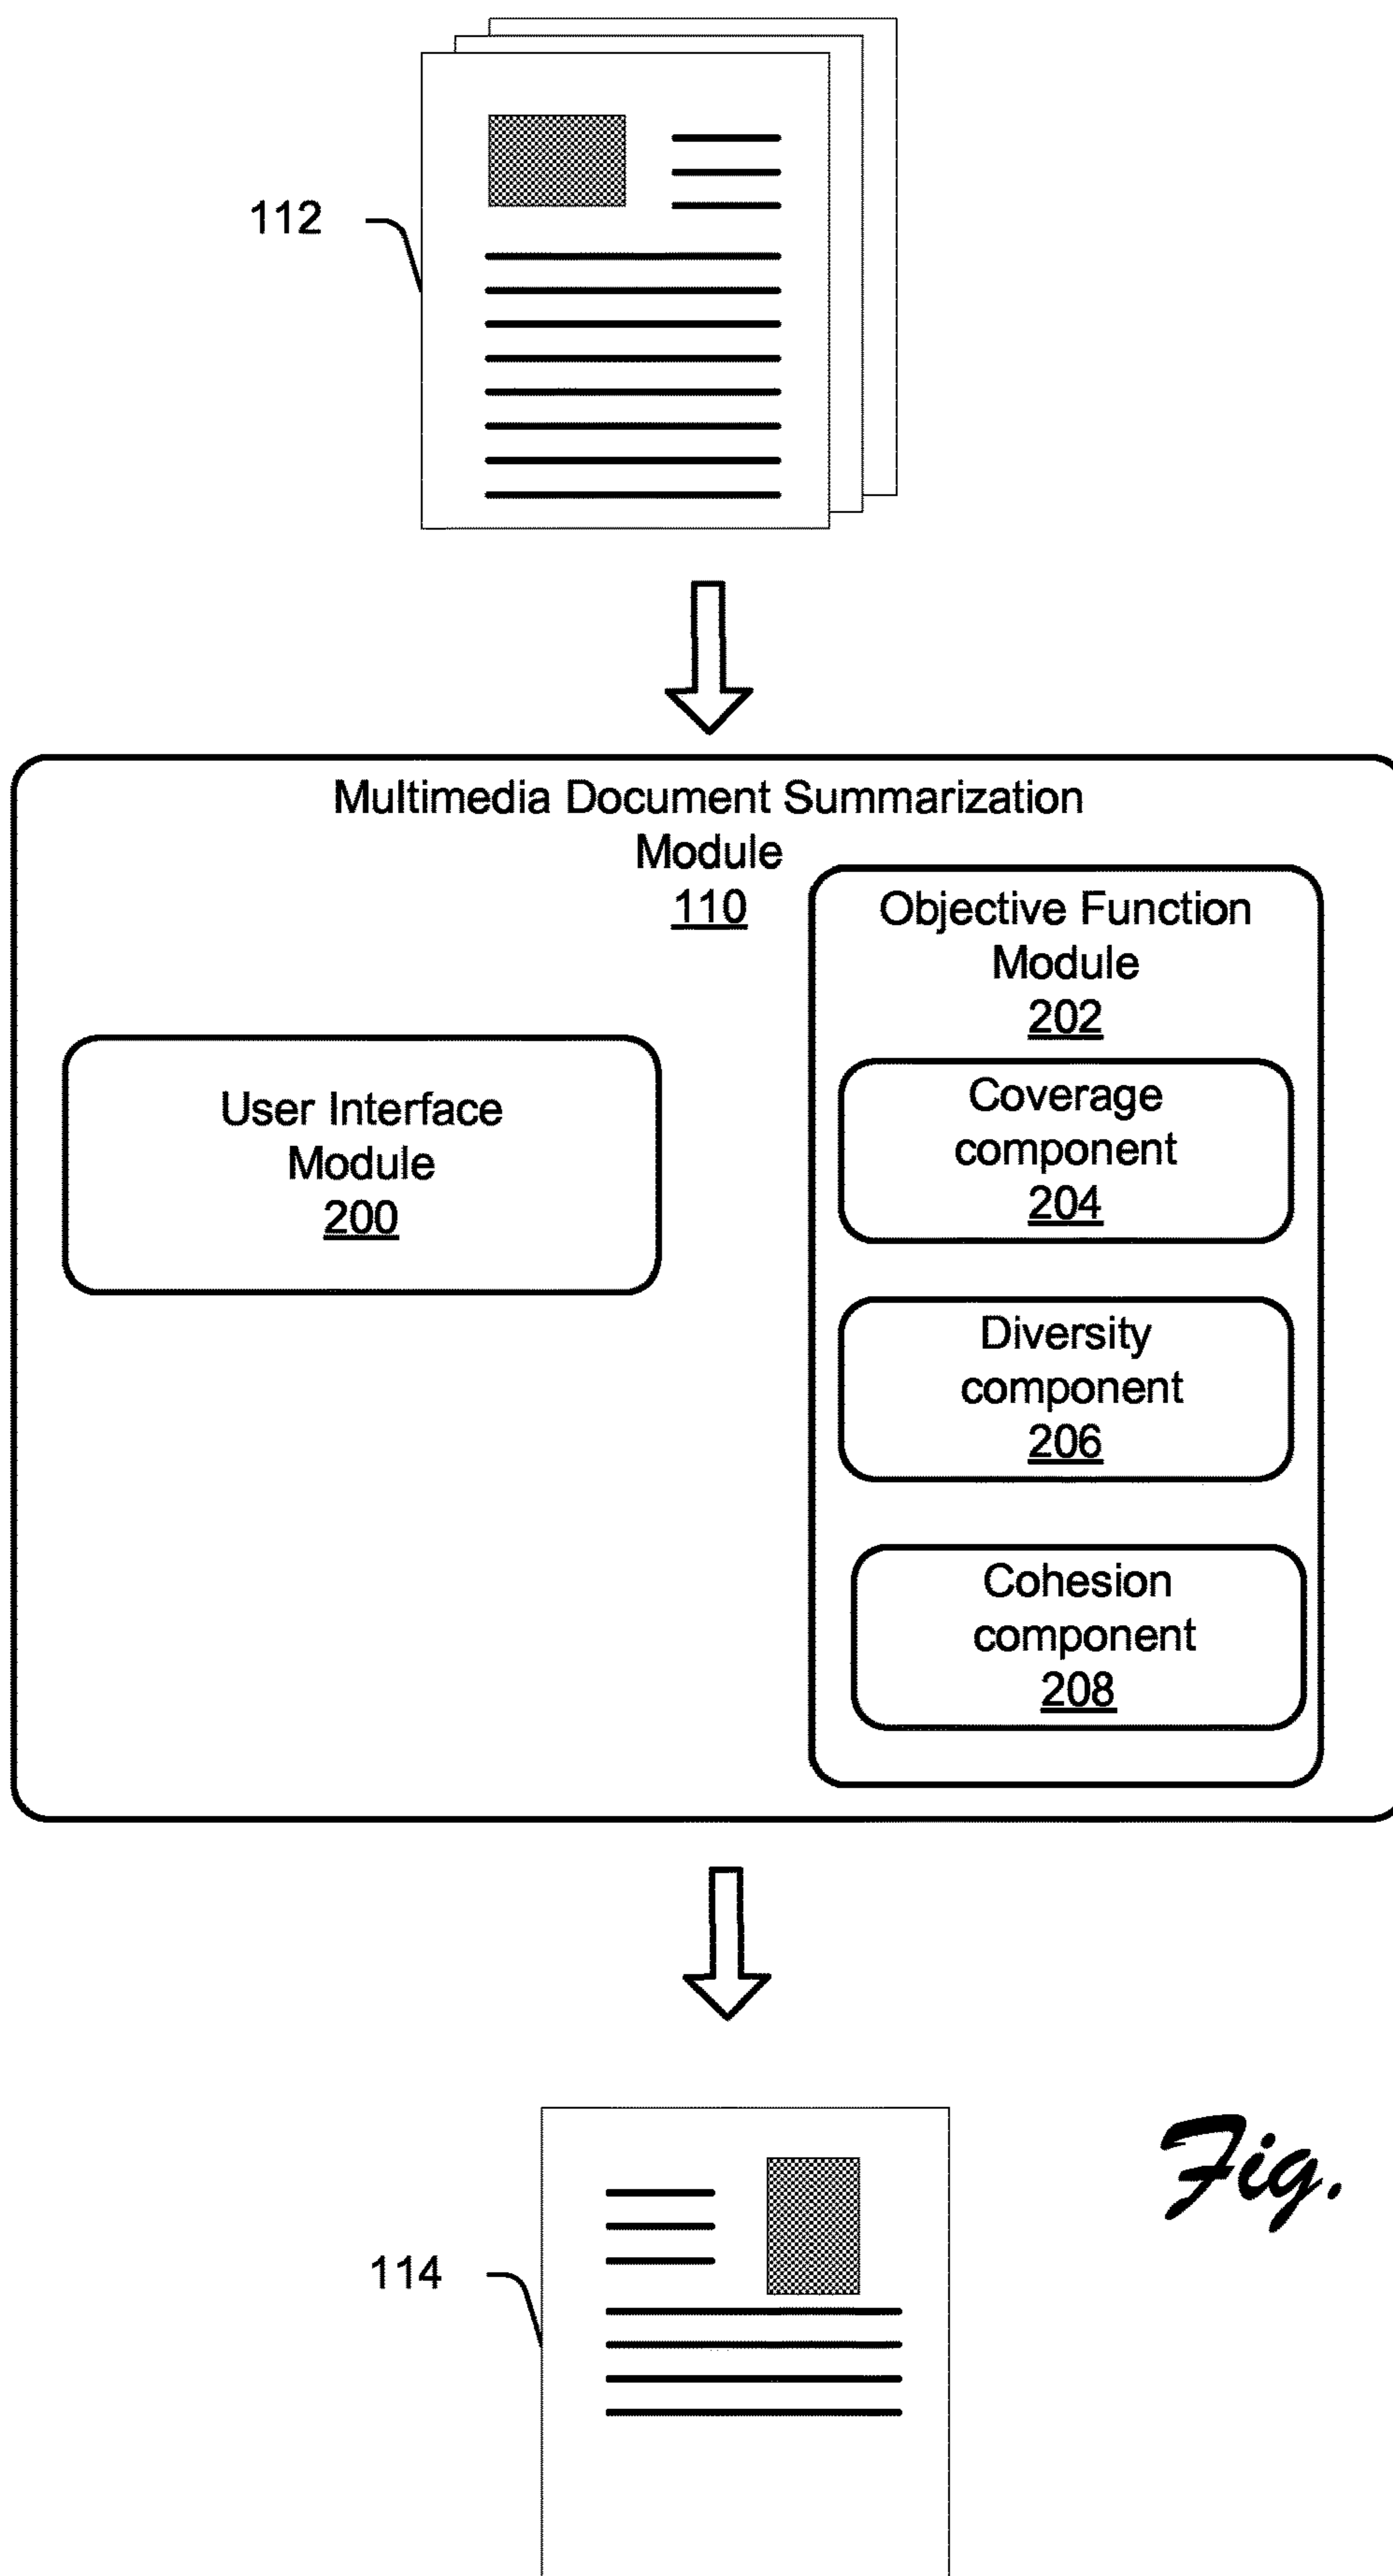 112
Multimedia Document Summarization
Module
110
Objective Function
Module
202
User Interface
Module
200
Coverage
component
204
Diversity
component
206
Cohesion
component
208
Fig.
114